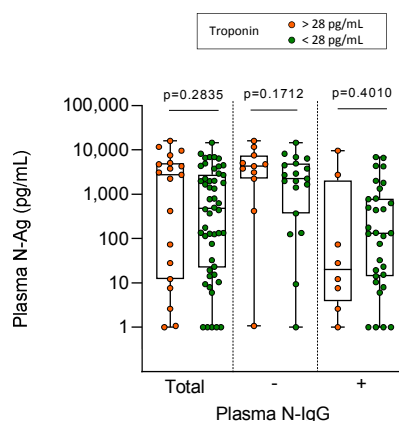 Troponin
> 28 pg/mL
< 28 pg/mL
p=0.2835
p=0.1712
p=0.4010
Plasma N-Ag (pg/mL)
100,000
10,000
1,000
100
10
1
Total - +
Plasma N-IgG